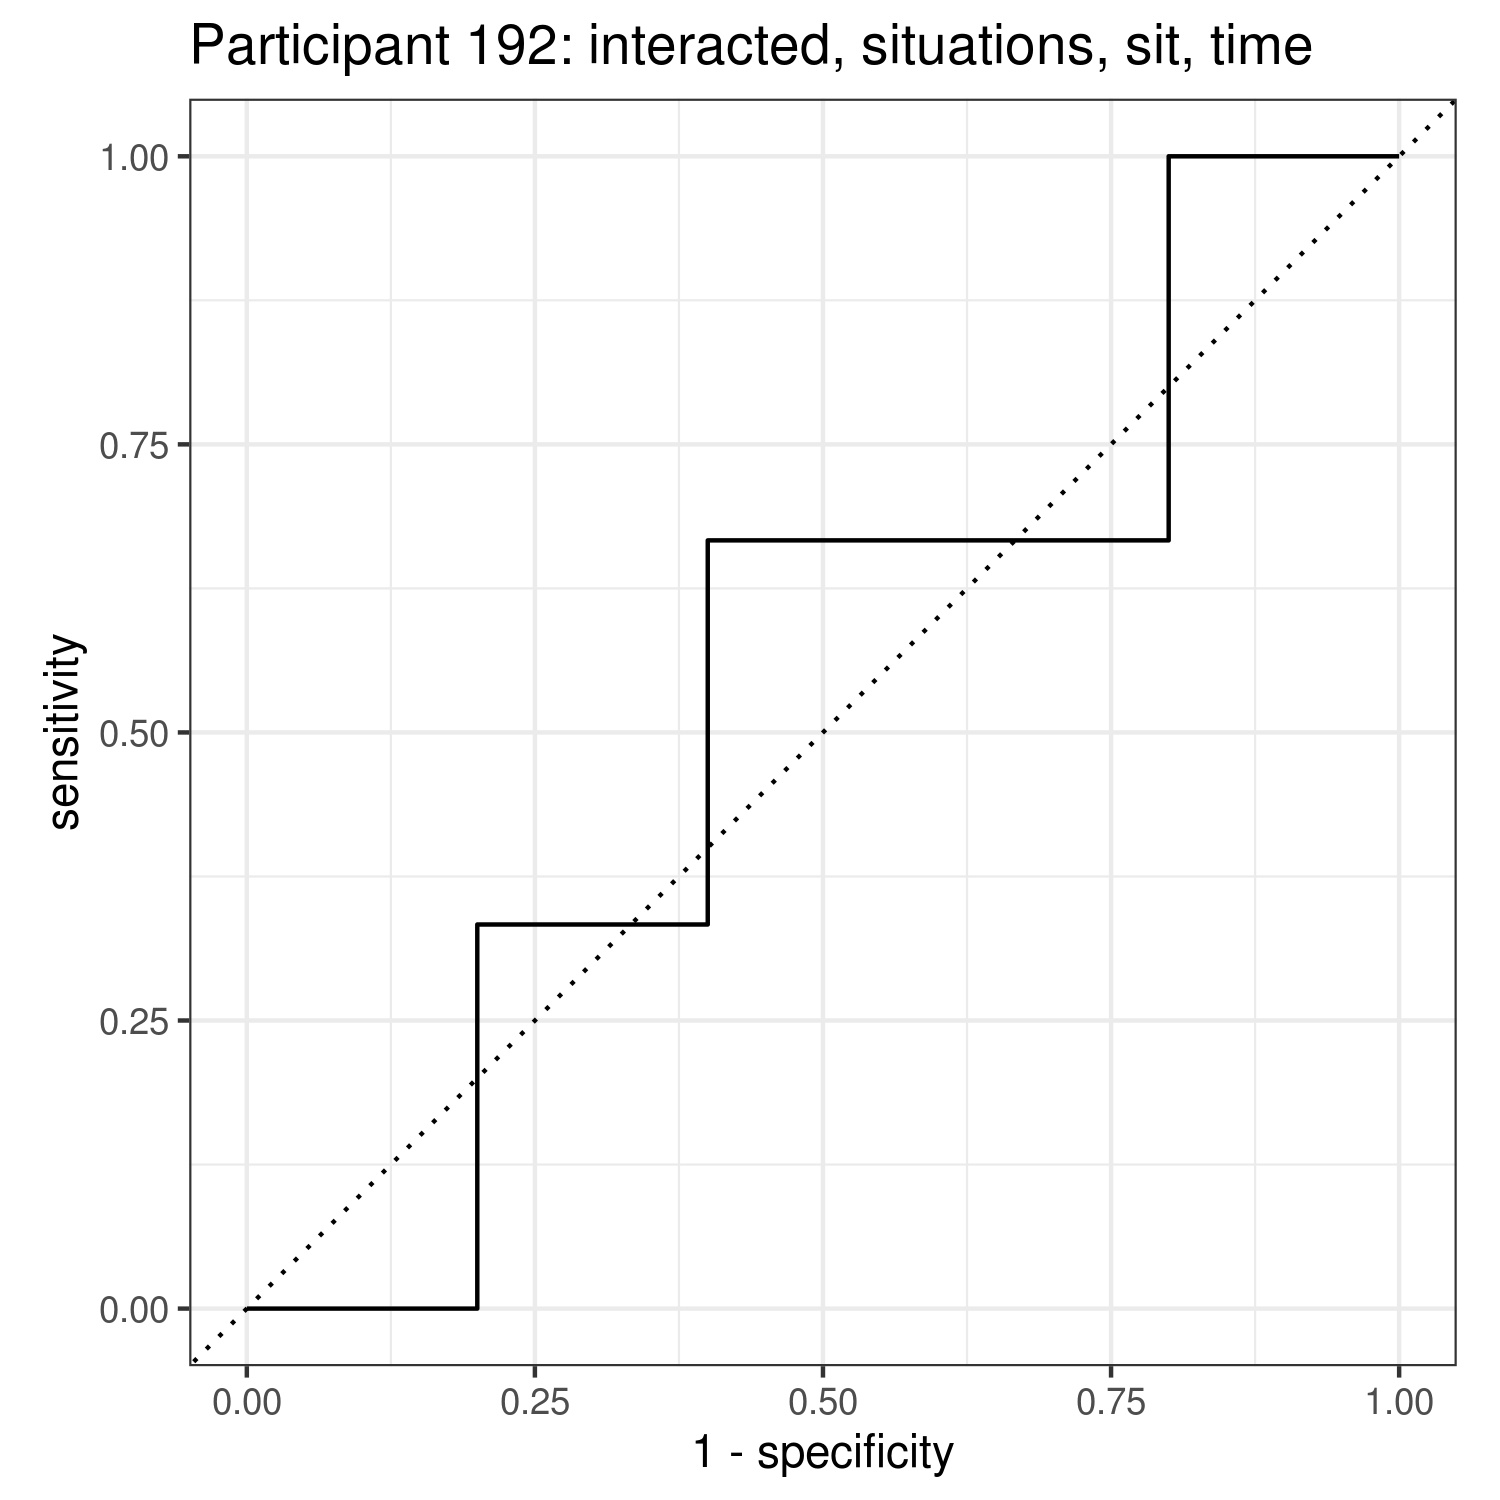 Participant 192: interacted, situations, sit, time
1.00
0.75
0.50
0.25
0.00
sensitivity
0.00 0.25 0.50 0.75 1.00
1 - specificity